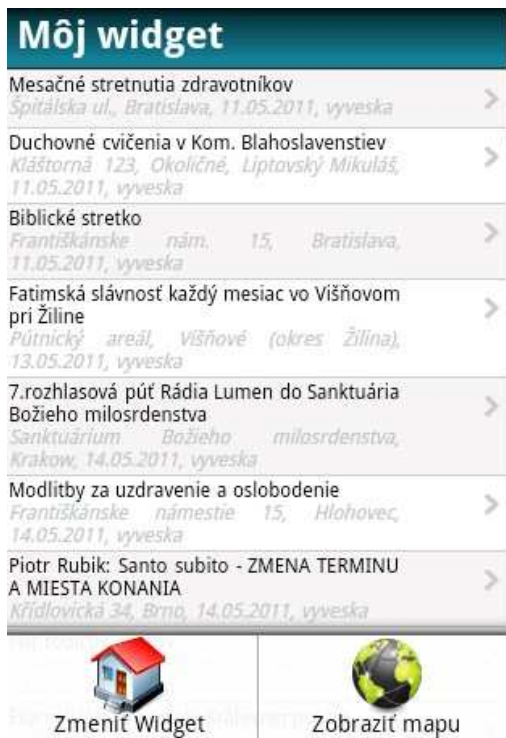 Môj widget
Mesačné stretnutia zdravotníkov
Špitálska ul., Bratislava, 11.05.2011, vyveska
Duchovné cvičenia v Kom. Blahoslavenstiev
Kláštorná 123, Okoličné, Liptovský Mikuláš,
11.05.2011, vyveska
Biblické stretko
Františkánske nám. 15, Bratislava,
11.05.2011, vyveska
Fatimská slávnosť každý mesiac vo Višňovom
pri Žiline
Pútnický areál, Višňové (okres Žilina),
13.05.2011, vyveska
7.rozhlasová púť Rádia Lumen do Sanktuária
Božieho milosrdenstva
Sanktuárium Božieho milosrdenstva,
Krakow, 14.05.2011, vyveska
Modlitby za uzdravenie a oslobodenie
Františkánske námestie 15, Hlohovec,
14.05.2011, vyveska
Piotr Rubik: Santo subito - ZMENA TERMINU
A MIESTA KONANIA
Křídlovická 34, Brno, 14.05.2011, vyveska
Zmeniť Widget
Zobraziť mapu